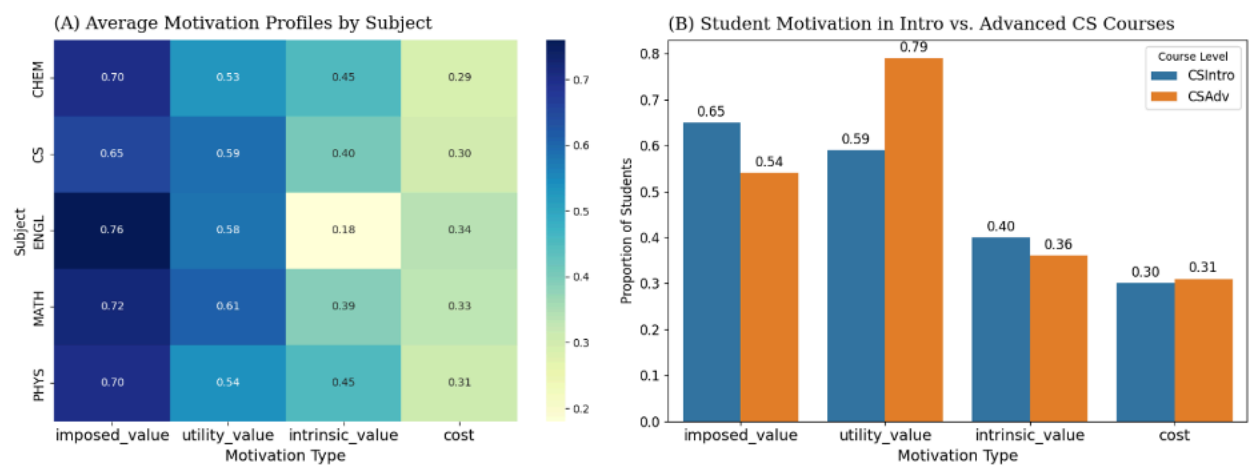 (A) Average Motivation Profiles by Subject
CHEM 0.70 0.53 0.45 0.29
CS 0.65 0.59 0.40 0.30
ENGL 0.76 0.58 0.18 0.34
MATH 0.72 0.61 0.39 0.33
PHYS 0.70 0.54 0.45 0.31
Subject
imposed_value utility_value intrinsic_value cost
Motivation Type
0.7
0.6
0.5
0.4
0.3
0.2
(B) Student Motivation in Intro vs. Advanced CS Courses
Course Level
CSIntro
CSAdv
Proportion of Students
0.8
0.7
0.6
0.5
0.4
0.3
0.2
0.1
0.0
0.65 0.54
0.59 0.79
0.40 0.36
0.30 0.31
imposed_value utility_value intrinsic_value cost
Motivation Type